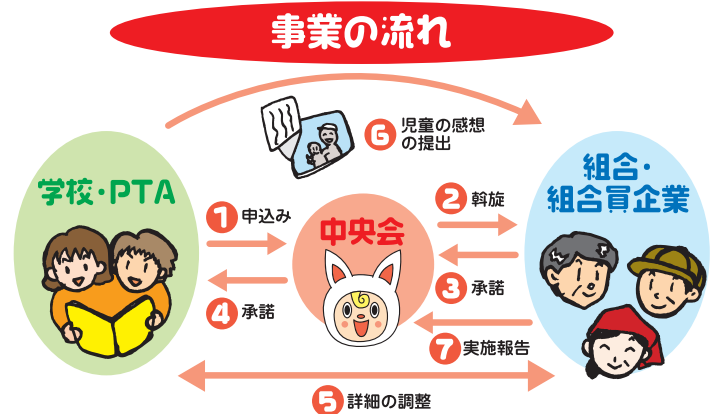 事業の流れ
6 児童の感想
の提出
学校・PTA
組合・
組合員企業
1 申込み
2 斡旋
中央会
3 承諾
4 承諾
7 実施報告
5 詳細の調整